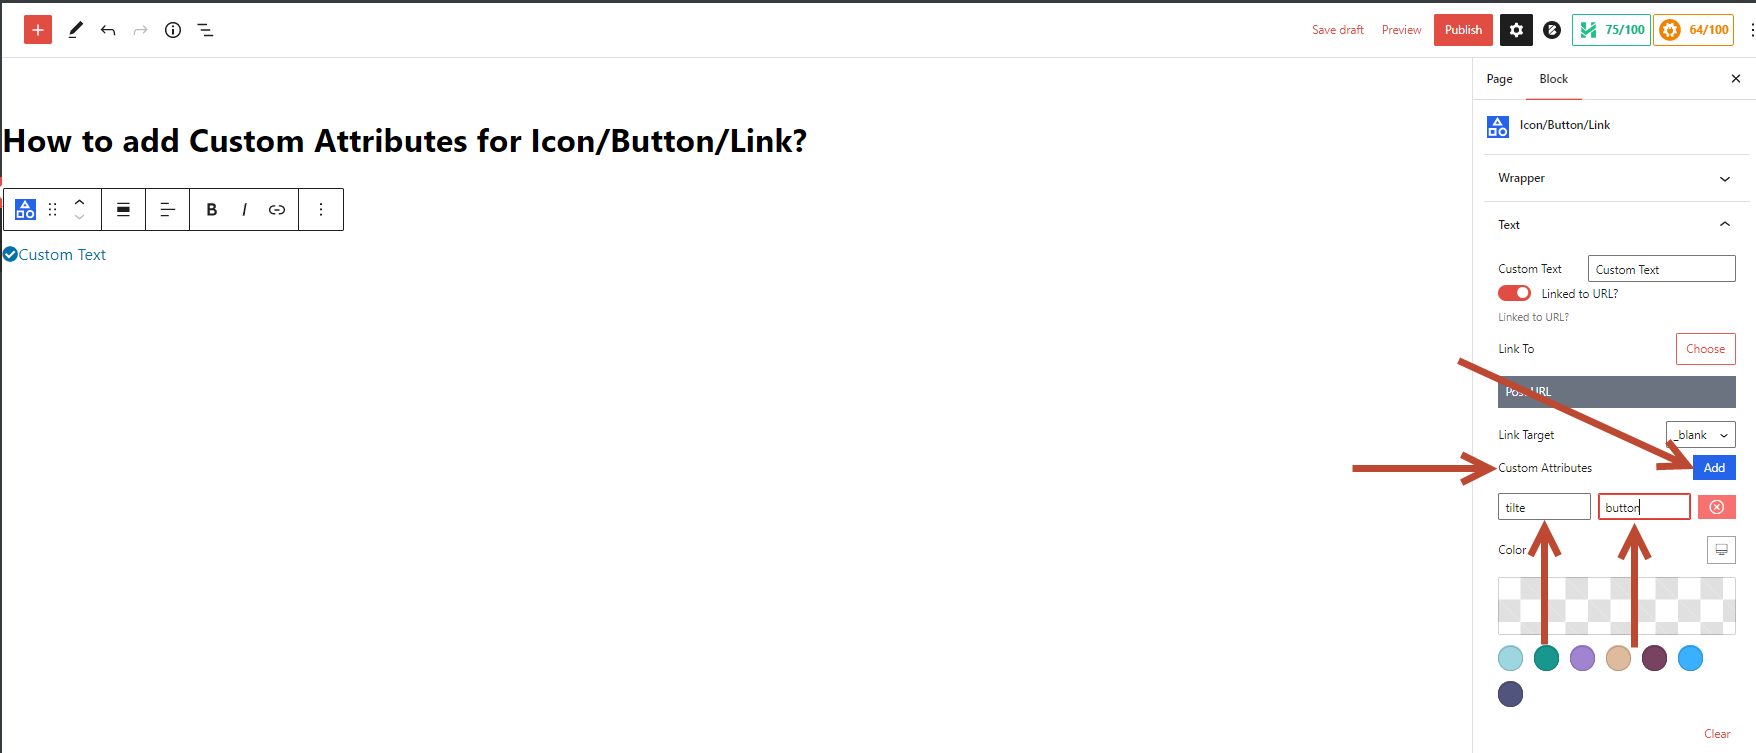 Save draft
Preview
Publish
75/100
64/100
Page
Block
How to add Custom Attributes for Icon/Button/Link?
B I
Custom Text
Icon/Button/Link
Wrapper
Text
Custom Text
Custom Text
Linked to URL?
Linked to URL?
Link To
Choose
Post URL
Link Target
_blank
Custom Attributes
Add
tilte
button
Color
Clear